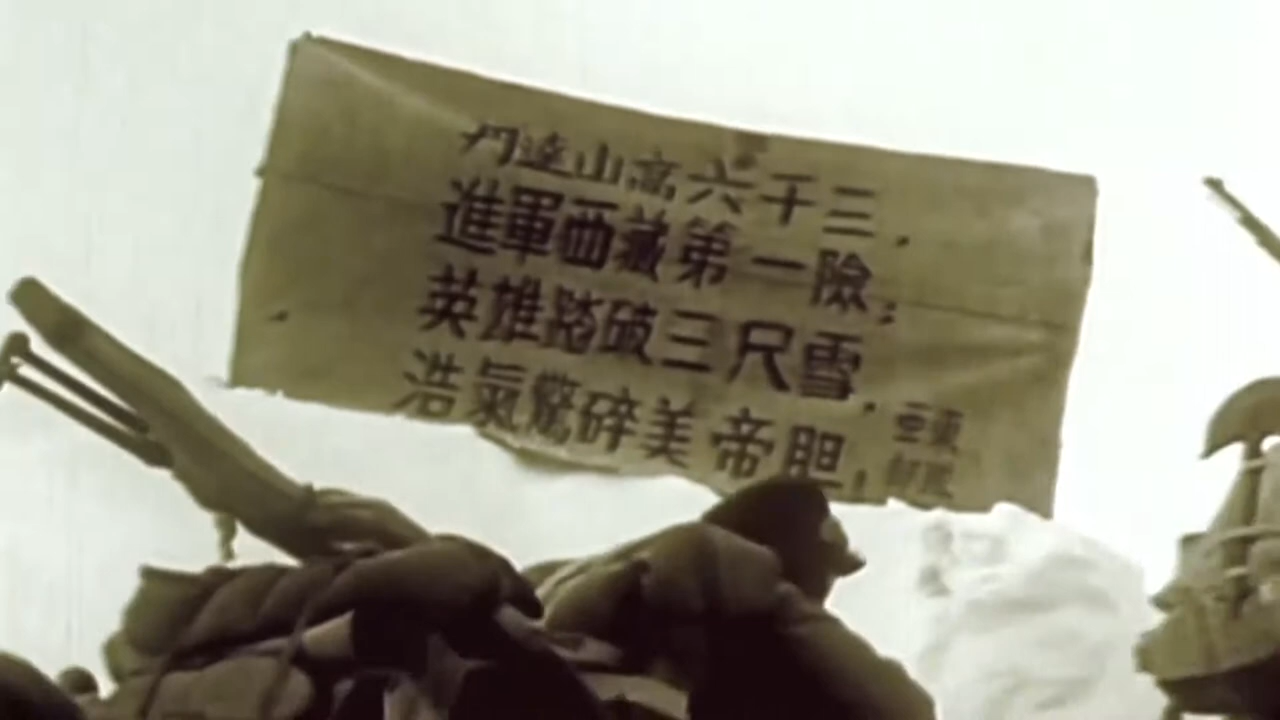 門達山高六千三，
進軍西藏第一險；
英雄踏破三尺雪，
浩氣驚碎美帝胆，